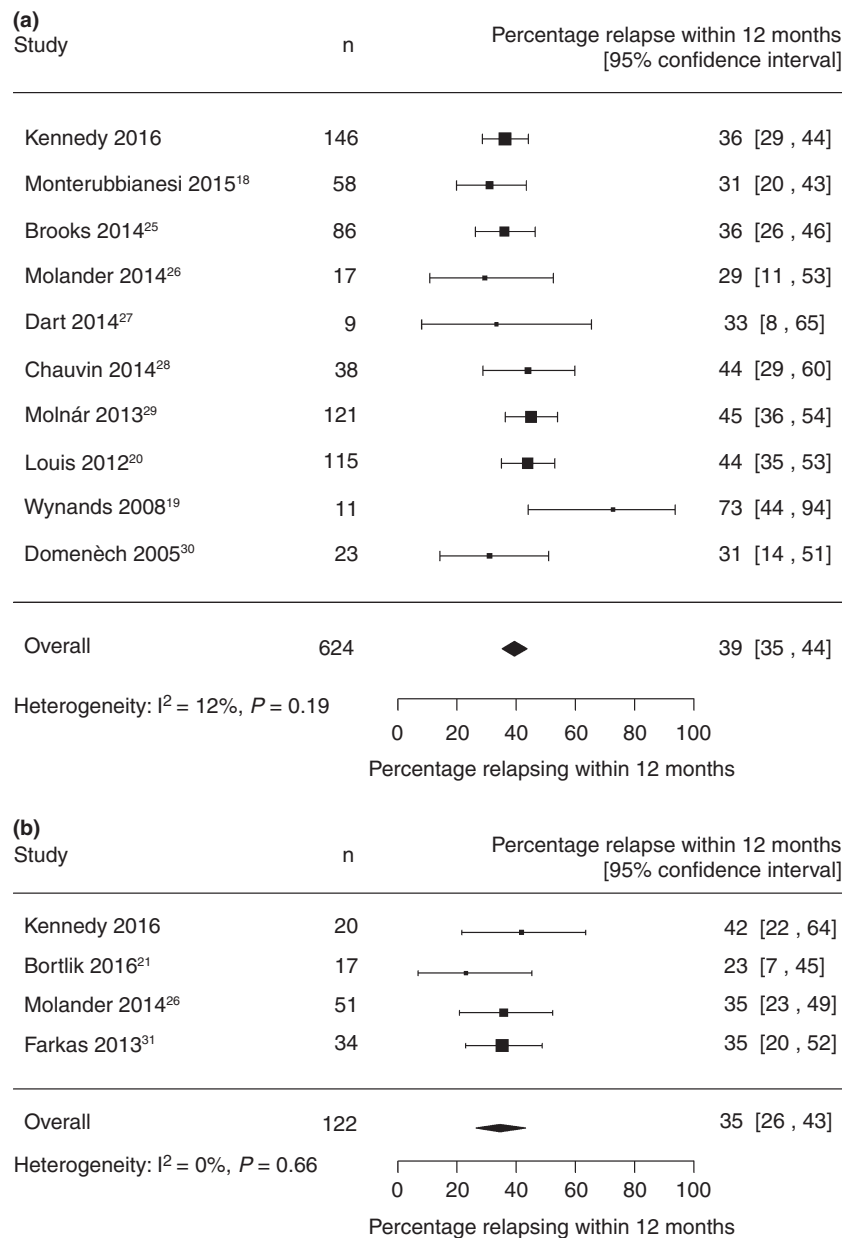 (a)
Study n Percentage relapse within 12 months
[95% confidence interval]
Kennedy 2016 146 36 [29 , 44]
Monterubbianesi 2015¹⁸ 58 31 [20 , 43]
Brooks 2014²⁵ 86 36 [26 , 46]
Molander 2014²⁶ 17 29 [11 , 53]
Dart 2014²⁷ 9 33 [8 , 65]
Chauvin 2014²⁸ 38 44 [29 , 60]
Molnár 2013²⁹ 121 45 [36 , 54]
Louis 2012²⁰ 115 44 [35 , 53]
Wynands 2008¹⁹ 11 73 [44 , 94]
Domenèch 2005³⁰ 23 31 [14 , 51]
Overall 624 39 [35 , 44]
Heterogeneity: I² = 12%, P = 0.19
0 20 40 60 80 100
Percentage relapsing within 12 months
(b)
Study n Percentage relapse within 12 months
[95% confidence interval]
Kennedy 2016 20 42 [22 , 64]
Bortlik 2016²¹ 17 23 [7 , 45]
Molander 2014²⁶ 51 35 [23 , 49]
Farkas 2013³¹ 34 35 [20 , 52]
Overall 122 35 [26 , 43]
Heterogeneity: I² = 0%, P = 0.66
0 20 40 60 80 100
Percentage relapsing within 12 months